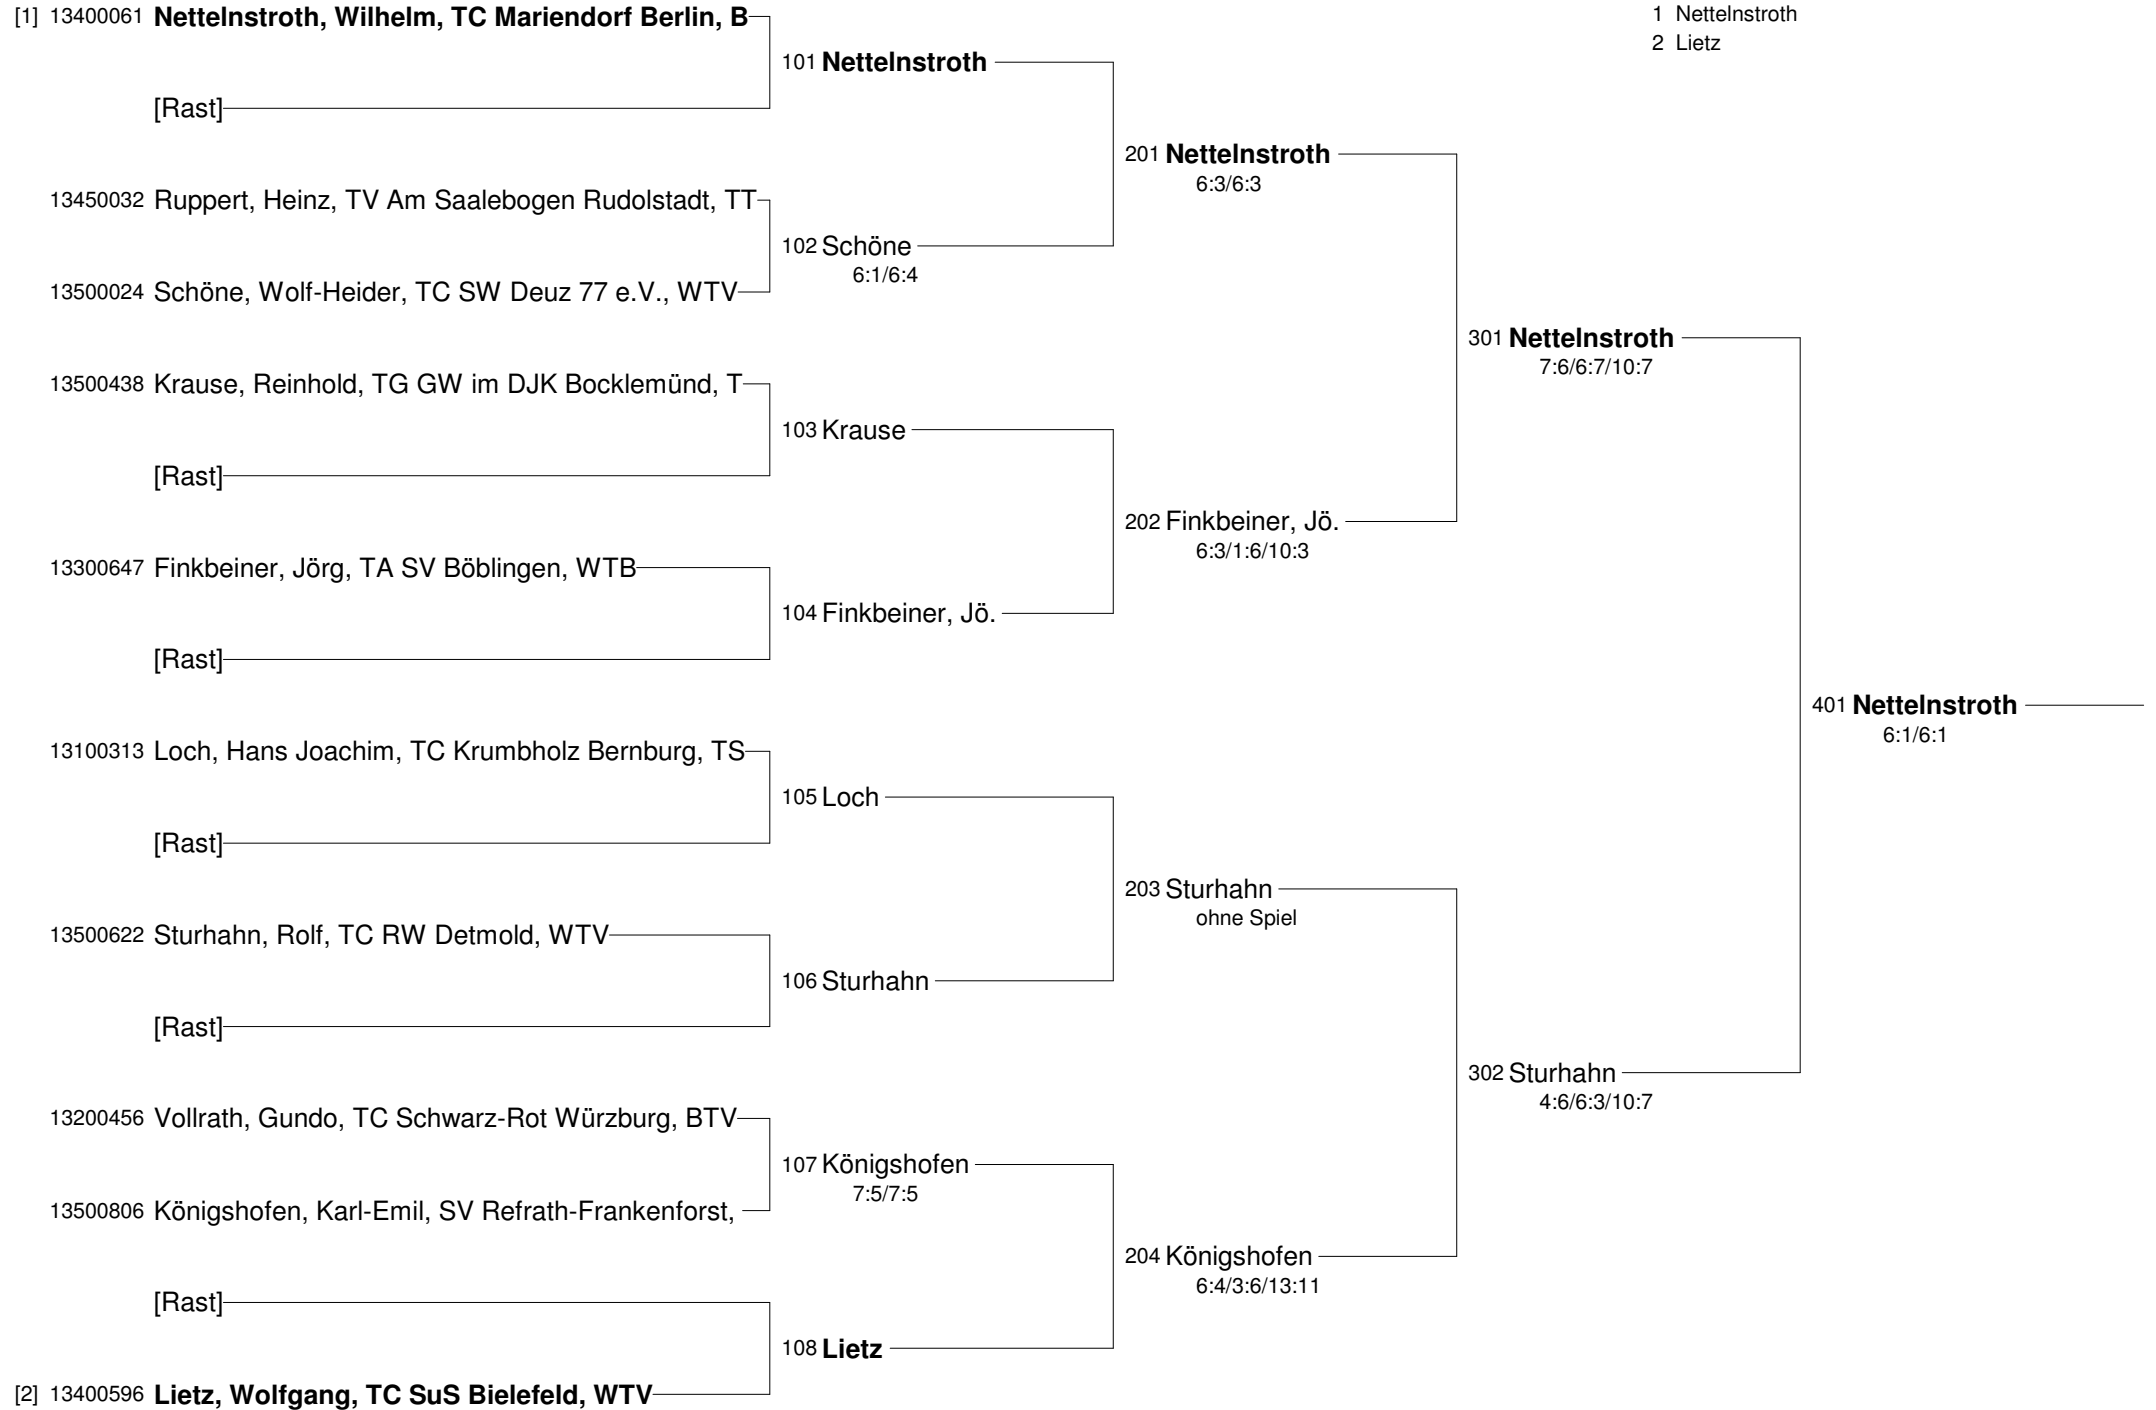 [1] 13400061 Nettelnstroth, Wilhelm, TC Mariendorf Berlin, B
1 Nettelnstroth
2 Lietz
101 Nettelnstroth
[Rast]
201 Nettelnstroth
6:3/6:3
13450032 Ruppert, Heinz, TV Am Saalebogen Rudolstadt, TT
102 Schöne
6:1/6:4
13500024 Schöne, Wolf-Heider, TC SW Deuz 77 e.V., WTV
301 Nettelnstroth
7:6/6:7/10:7
13500438 Krause, Reinhold, TG GW im DJK Bocklemünd, T
103 Krause
[Rast]
202 Finkbeiner, Jö.
6:3/1:6/10:3
13300647 Finkbeiner, Jörg, TA SV Böblingen, WTB
104 Finkbeiner, Jö.
[Rast]
401 Nettelnstroth
6:1/6:1
13100313 Loch, Hans Joachim, TC Krumbholz Bernburg, TS
105 Loch
[Rast]
203 Sturhahn
ohne Spiel
13500622 Sturhahn, Rolf, TC RW Detmold, WTV
106 Sturhahn
[Rast]
302 Sturhahn
4:6/6:3/10:7
13200456 Vollrath, Gundo, TC Schwarz-Rot Würzburg, BTV
107 Königshofen
7:5/7:5
13500806 Königshofen, Karl-Emil, SV Refrath-Frankenforst,
204 Königshofen
6:4/3:6/13:11
[Rast]
108 Lietz
[2] 13400596 Lietz, Wolfgang, TC SuS Bielefeld, WTV